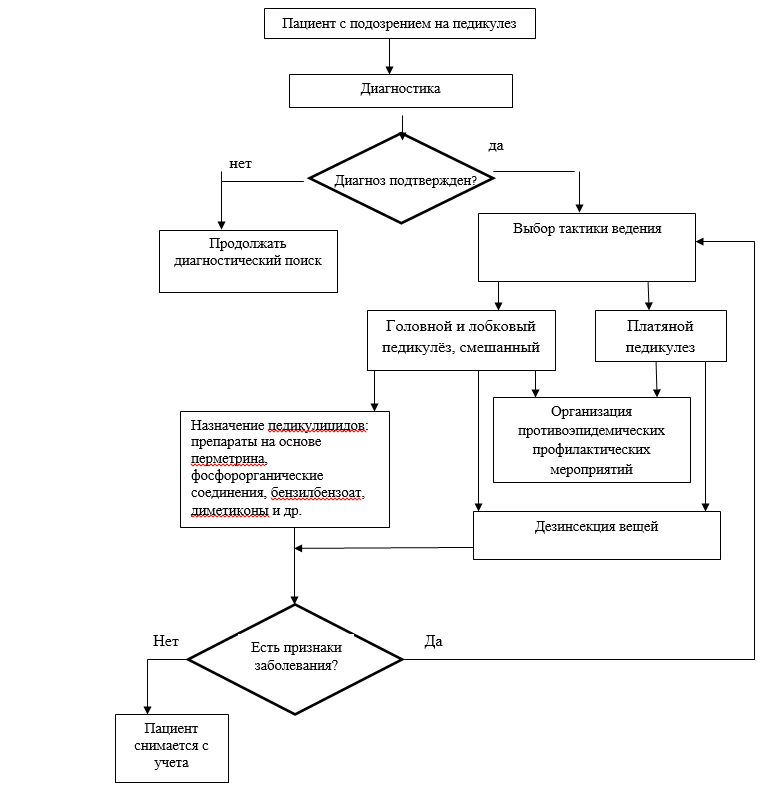 Пациент с подозрением на педикулез
Диагностика
да
нет
Диагноз подтвержден?
Выбор тактики ведения
Продолжать
диагностический поиск
Головной и лобковый
педикулёз, смешанный
Платяной
педикулез
Назначение педикулицидов:
препараты на основе
перметрина,
фосфорорганические
соединения, бензилбензоат,
диметиконы и др.
Организация
противоэпидемических
профилактических
мероприятий
Дезинсекция вещей
Нет
Есть признаки
заболевания?
Да
Пациент
снимается с
учета